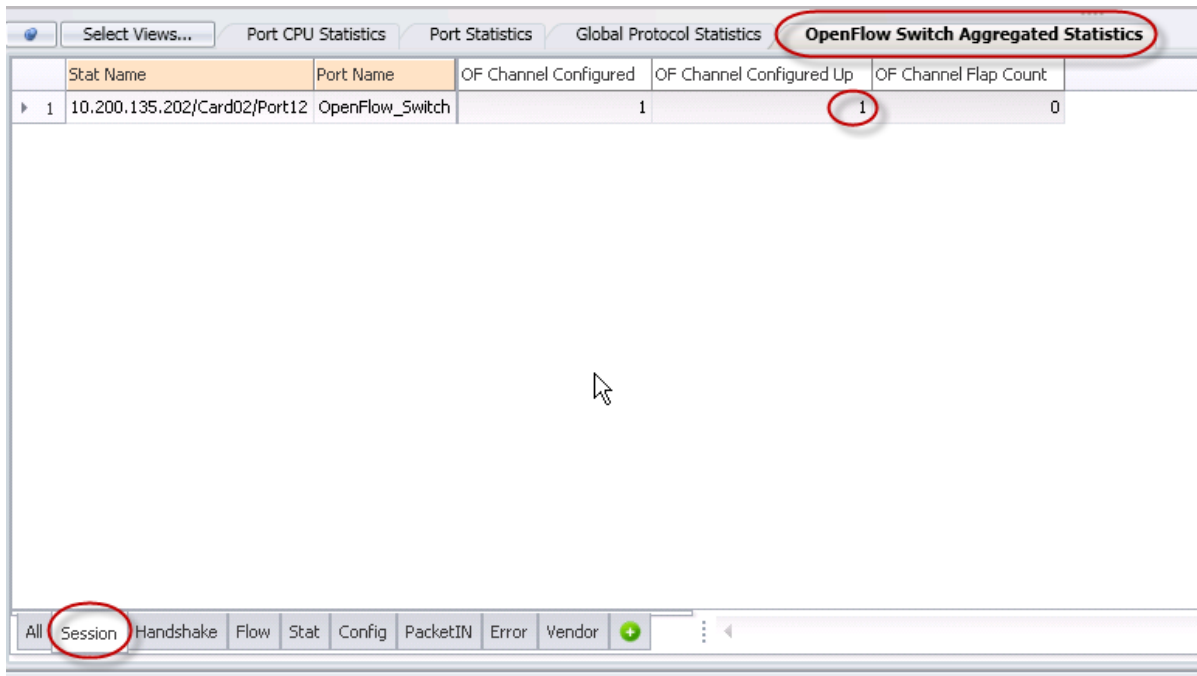 Select Views... Port CPU Statistics Port Statistics Global Protocol Statistics OpenFlow Switch Aggregated Statistics
Stat Name Port Name OF Channel Configured OF Channel Configured Up OF Channel Flap Count
1 10.200.135.202/Card02/Port12 OpenFlow_Switch 1 1 0
All Session Handshake Flow Stat Config PacketIN Error Vendor